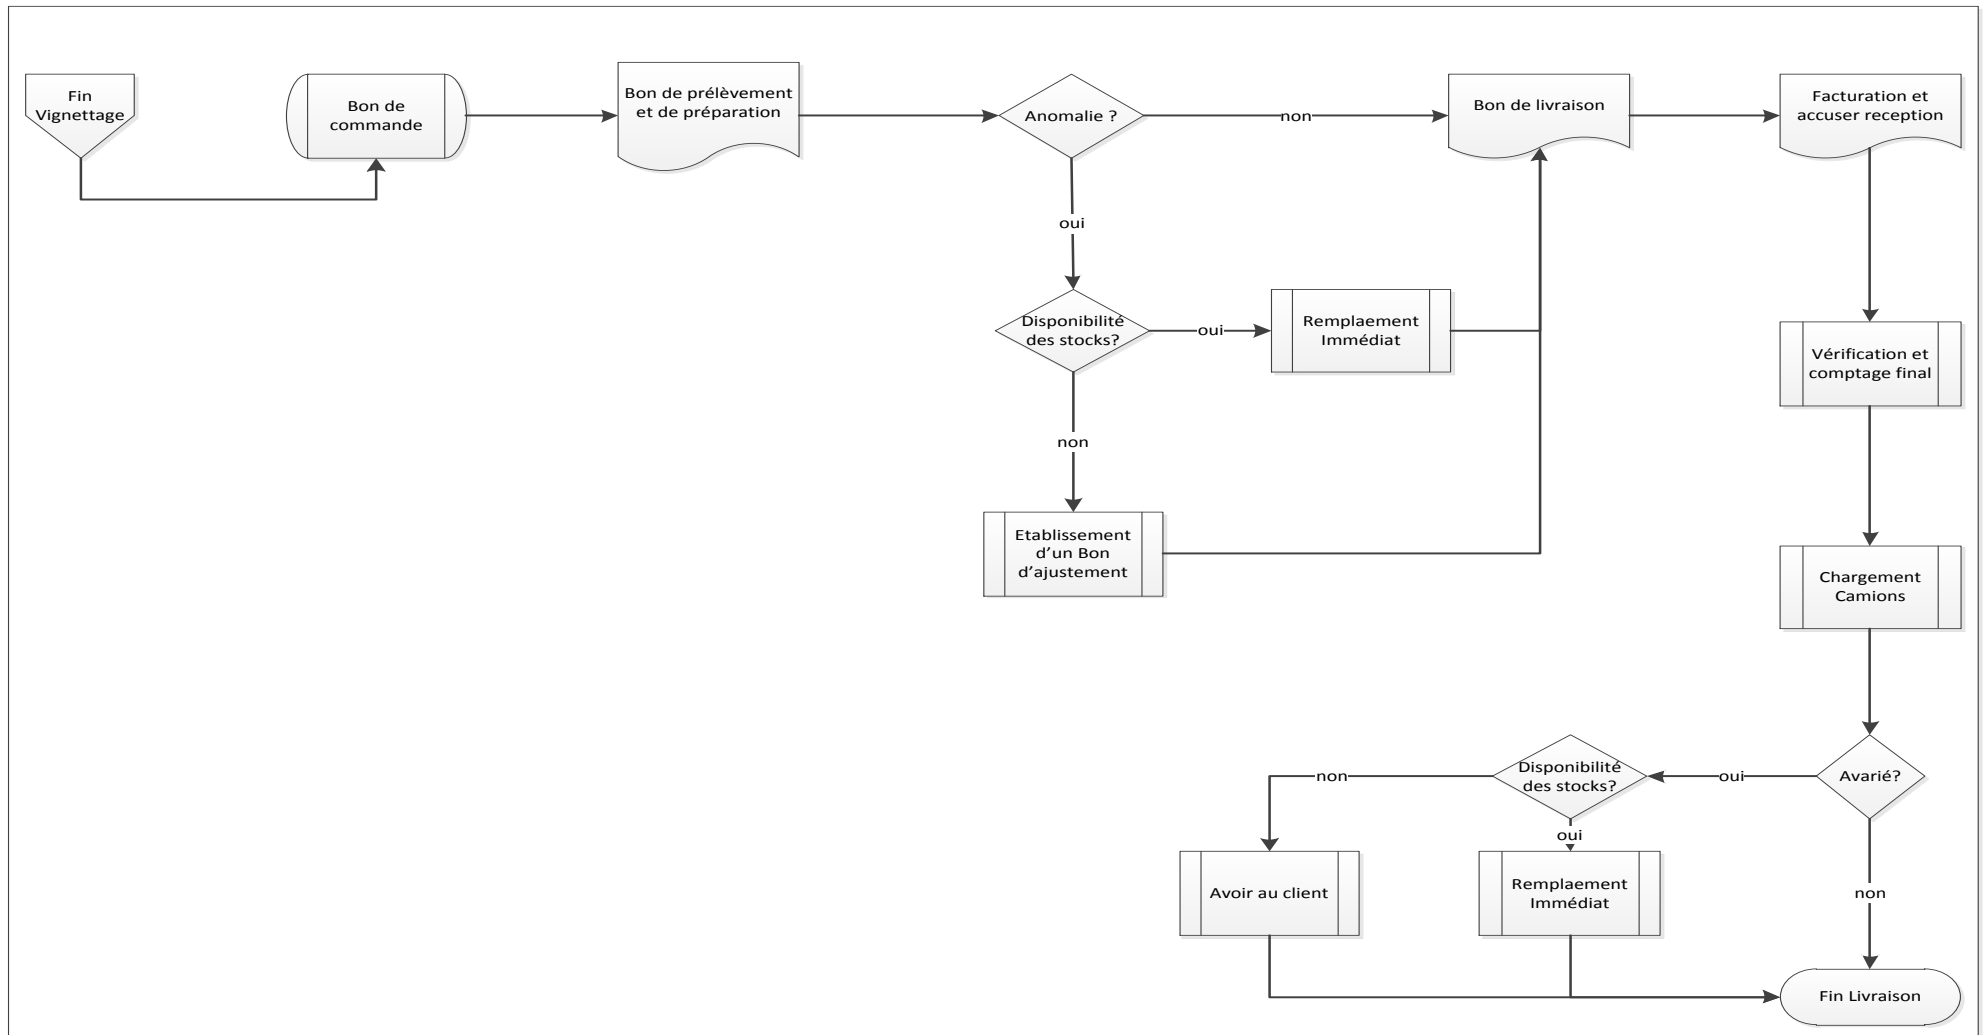 Fin
Vignettage
Bon de
commande
Bon de prélèvement
et de préparation
Anomalie ?
non
Bon de livraison
Facturation et
accuser reception
oui
Disponibilité
des stocks?
oui
Remplaement
Immédiat
Vérification et
comptage final
non
Etablissement
d’un Bon
d’ajustement
Chargement
Camions
Avarié?
oui
Disponibilité
des stocks?
non
oui
Avoir au client
Remplaement
Immédiat
non
Fin Livraison